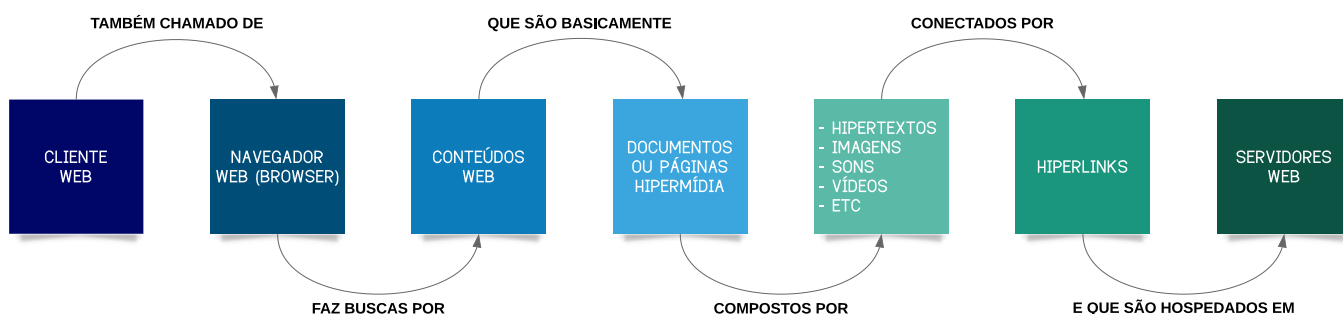 TAMBÉM CHAMADO DE
QUE SÃO BASICAMENTE
CONECTADOS POR
CLIENTE
WEB
NAVEGADOR
WEB (BROWSER)
CONTEÚDOS
WEB
DOCUMENTOS
OU PÁGINAS
HIPERMÍDIA
- HIPERTEXTOS
- IMAGENS
- SONS
- VÍDEOS
- ETC
HIPERLINKS
SERVIDORES
WEB
FAZ BUSCAS POR
COMPOSTOS POR
E QUE SÃO HOSPEDADOS EM